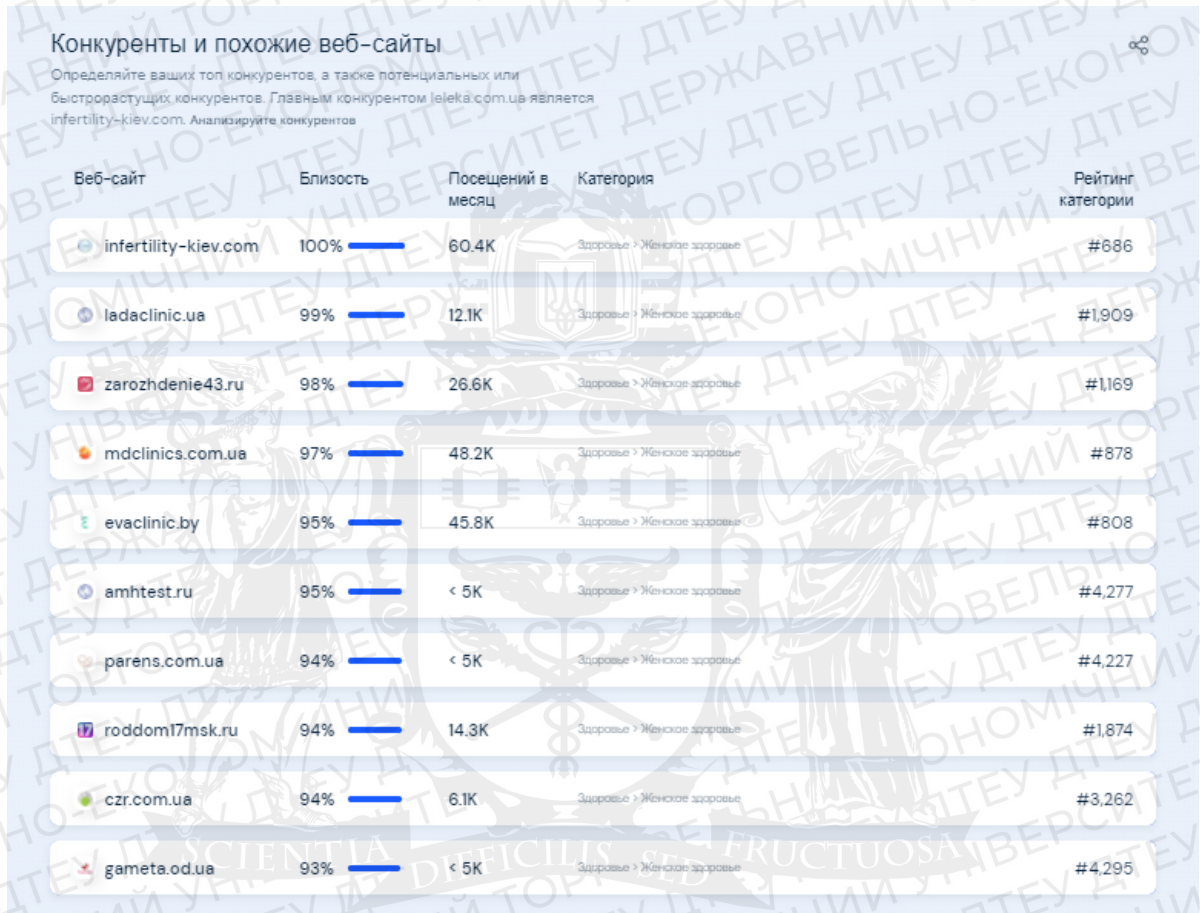 Конкуренты и похожие веб-сайты
Определяйте ваших топ конкурентов, а также потенциальных или
быстрорастущих конкурентов. Главным конкурентом leleka.com.ua является
infertility-kiev.com. Анализируйте конкурентов
Веб-сайт Близость Посещений в месяц Категория Рейтинг категории
infertility-kiev.com 100% 60.4K Здоровье > Женское здоровье #686
ladaclinic.ua 99% 12.1K Здоровье > Женское здоровье #1,909
zarozhdenie43.ru 98% 26.6K Здоровье > Женское здоровье #1,169
mdclinics.com.ua 97% 48.2K Здоровье > Женское здоровье #878
evaclinic.by 95% 45.8K Здоровье > Женское здоровье #808
amhtest.ru 95% < 5K Здоровье > Женское здоровье #4,277
parens.com.ua 94% < 5K Здоровье > Женское здоровье #4,227
roddom17msk.ru 94% 14.3K Здоровье > Женское здоровье #1,874
czr.com.ua 94% 6.1K Здоровье > Женское здоровье #3,262
gameta.od.ua 93% < 5K Здоровье > Женское здоровье #4,295
SCIENTIA DIFFICILIS SED FRUCTUOSA